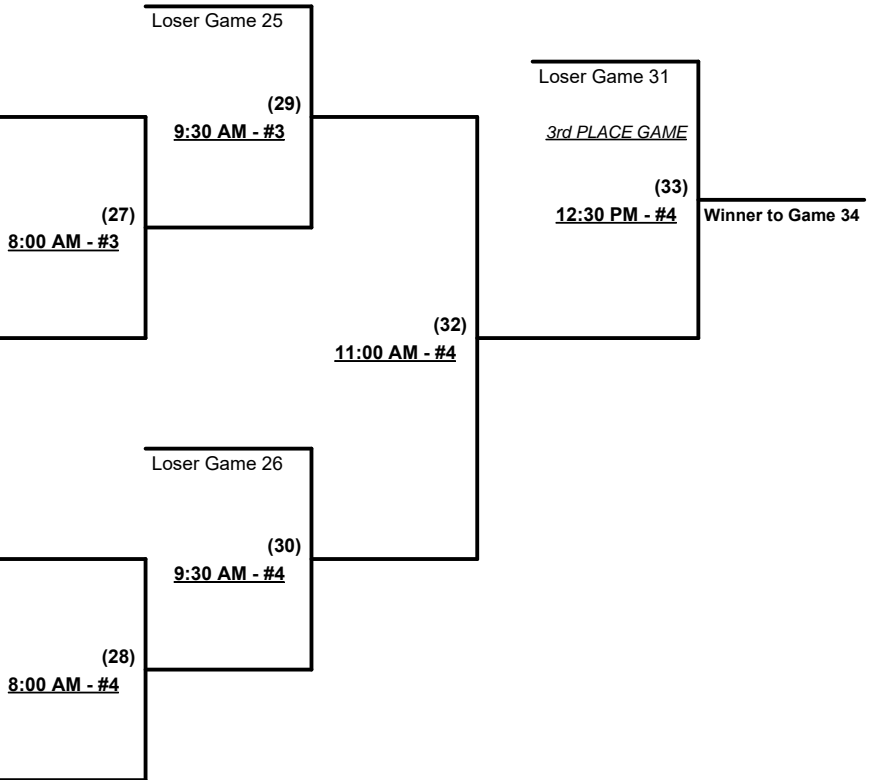 Loser Game 25
Loser Game 31
(29)
9:30 AM - #3
3rd PLACE GAME
(33)
12:30 PM - #4
Winner to Game 34
(27)
8:00 AM - #3
(32)
11:00 AM - #4
Loser Game 26
(30)
9:30 AM - #4
(28)
8:00 AM - #4